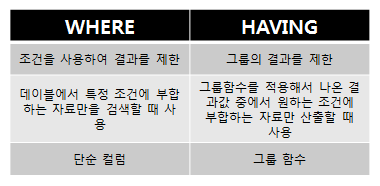 WHERE
HAVING
조건을 사용하여 결과를 제한
그룹의 결과를 제한
데이블에서 특정 조건에 부합
하는 자료만을 검색할 때 사
용
그룹함수를 적용해서 나온 결
과값 중에서 원하는 조건에
부합하는 자료만 산출할 때
사용
단순 컬럼
그룹 함수